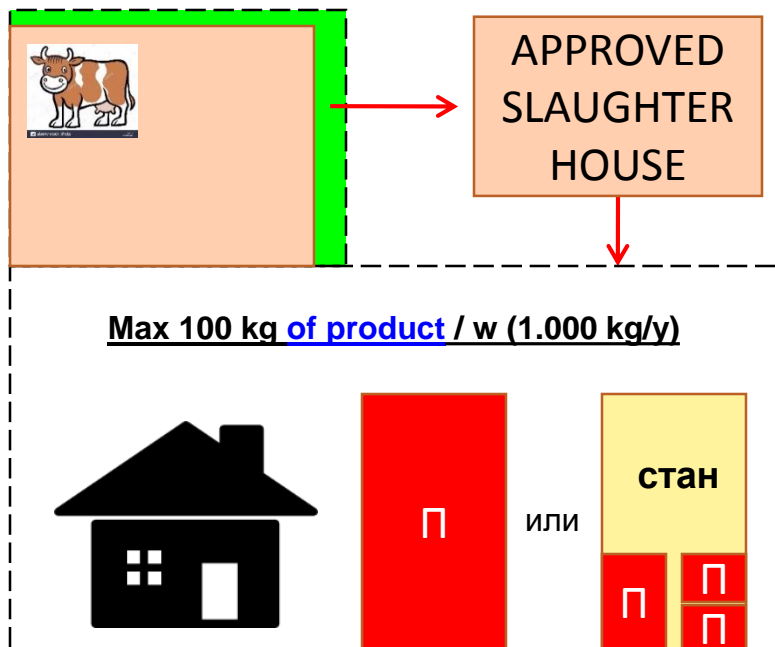 APPROVED
SLAUGHTER
HOUSE
Max 100 kg of product / w (1.000 kg/y)
П
или
стан
П
П
П